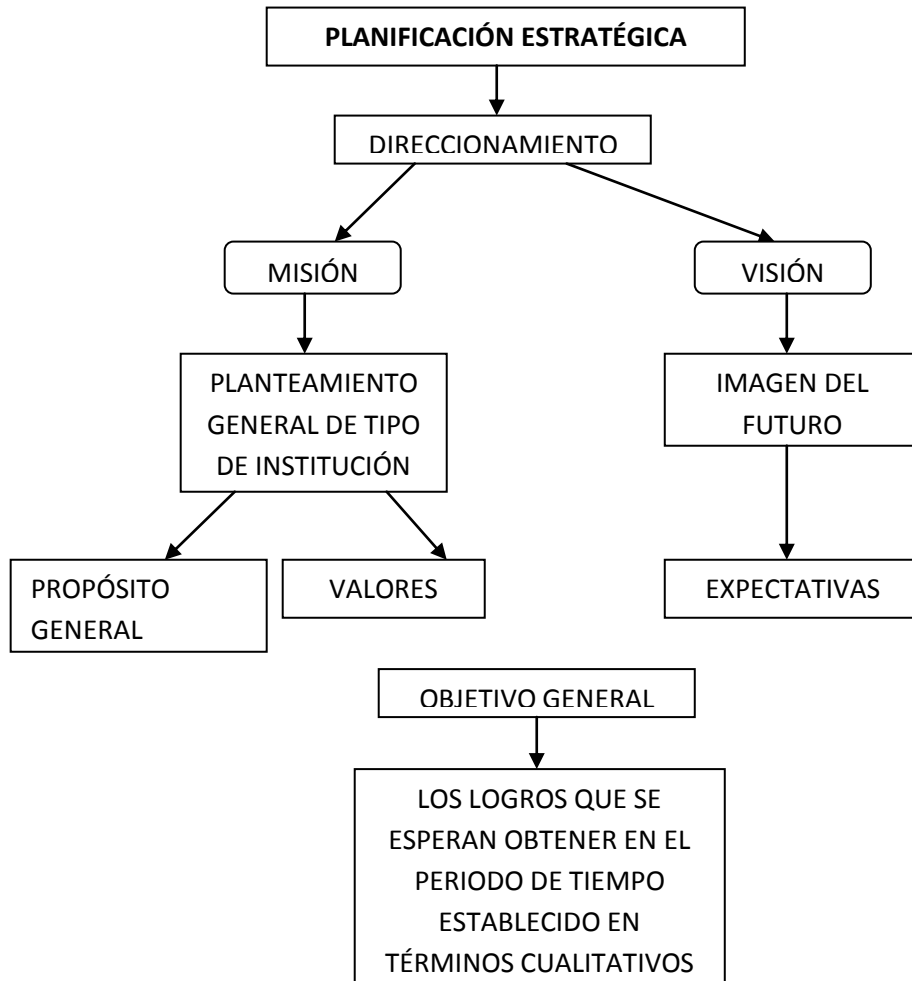 PLANIFICACIÓN ESTRATÉGICA
DIRECCIONAMIENTO
MISIÓN
VISIÓN
PLANTEAMIENTO
GENERAL DE TIPO
DE INSTITUCIÓN
IMAGEN DEL
FUTURO
PROPÓSITO
GENERAL
VALORES
EXPECTATIVAS
OBJETIVO GENERAL
LOS LOGROS QUE SE
ESPERAN OBTENER EN EL
PERIODO DE TIEMPO
ESTABLECIDO EN
TÉRMINOS CUALITATIVOS